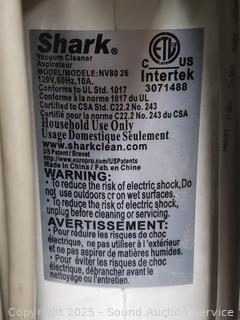 Shark®
Vacuum Cleaner
Aspirateur
MODEL/MODELE: NV80 26
120V,60Hz,10A.
Conforms to UL Std. 1017
Conforme à la norme 1017 du UL
Certified to CSA Std. C22.2 No. 243
Certifié pour la norme C22.2 No. 243 du CSA
Household Use Only
Usage Domestique Seulement
www.sharkclean.com
US Patent / Brevet
http://www.europro.com/USPatents
Made in China / Fab. en Chine
ETL
C US
Intertek
3071488
WARNING:
• To reduce the risk of electric shock,Do
not use outdoors or on wet surfaces.
• To reduce the risk of electric shock,
unplug before cleaning or servicing.
AVERTISSEMENT:
• Pour réduire les risques de choc
électrique, ne pas utiliser à l'extérieur
et ne pas aspirer de matières humides.
• Pour éviter les risques de choc
électrique, débrancher avant le
nettoyage ou l'entretien.
Copyright 2025 - Sound Auction Service